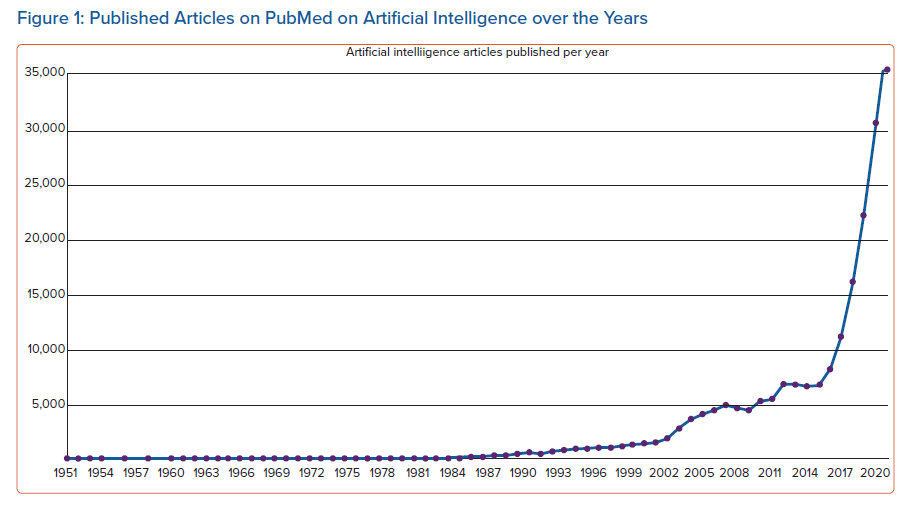 Figure 1: Published Articles on PubMed on Artificial Intelligence over the Years
Artificial intelliigence articles published per year
35,000
30,000
25,000
20,000
15,000
10,000
5,000
1951 1954 1957 1960 1963 1966 1969 1972 1975 1978 1981 1984 1987 1990 1993 1996 1999 2002 2005 2008 2011 2014 2017 2020